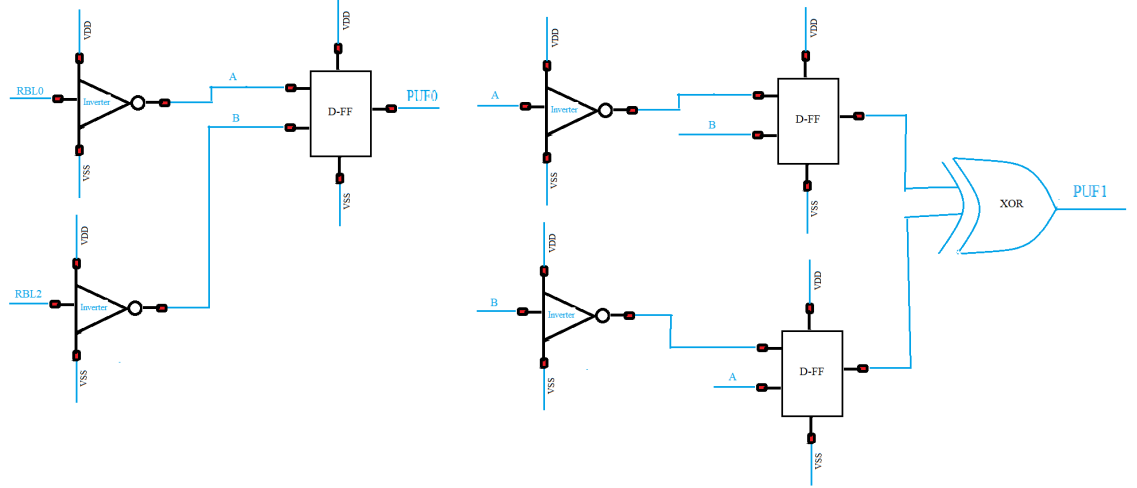 VDD
RBL0
Inverter
VSS
A
B
VDD
D-FF
PUF0
VSS
VDD
RBL2
Inverter
VSS
VDD
A
Inverter
VSS
B
VDD
D-FF
VSS
VDD
B
Inverter
VSS
A
VDD
D-FF
VSS
XOR
PUF1